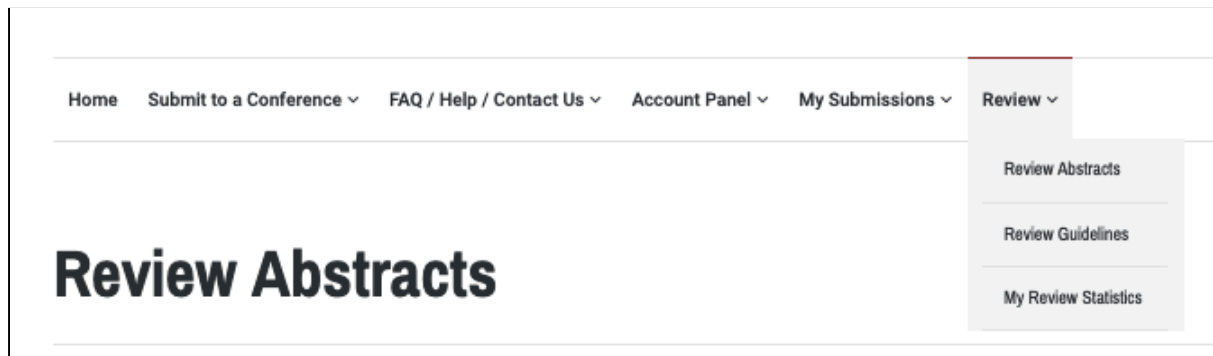 Home Submit to a Conference FAQ / Help / Contact Us Account Panel My Submissions Review
Review Abstracts
Review Guidelines
My Review Statistics
Review Abstracts